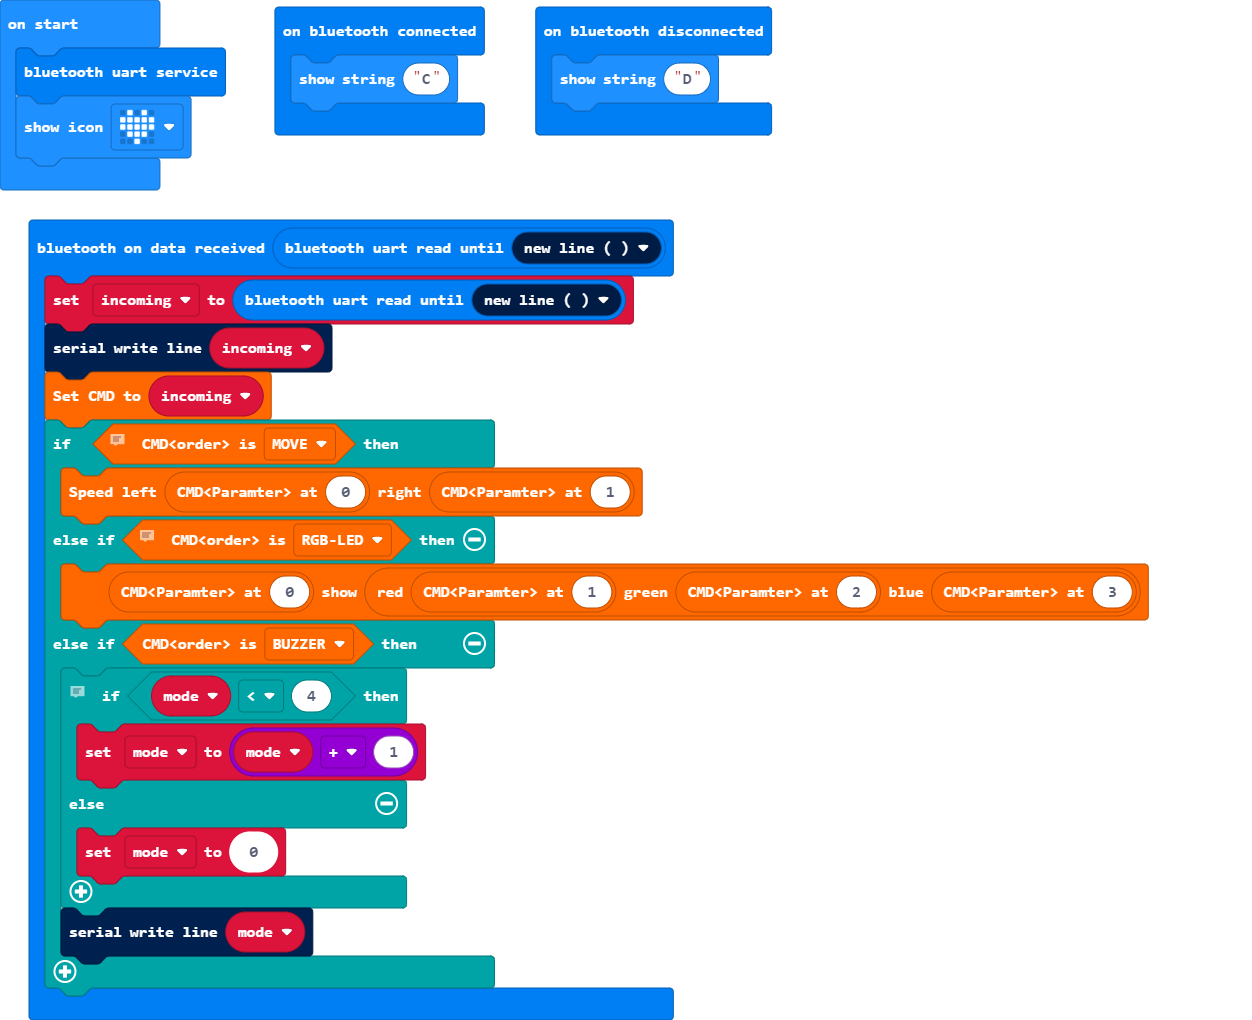 on start
bluetooth uart service
show icon
on bluetooth connected
show string "C"
on bluetooth disconnected
show string "D"
bluetooth on data received bluetooth uart read until new line ( )
set incoming to bluetooth uart read until new line ( )
serial write line incoming
Set CMD to incoming
if CMD<order> is MOVE then
Speed left CMD<Paramter> at 0 right CMD<Paramter> at 1
else if CMD<order> is RGB-LED then
CMD<Paramter> at 0 show red CMD<Paramter> at 1 green CMD<Paramter> at 2 blue CMD<Paramter> at 3
else if CMD<order> is BUZZER then
if mode < 4 then
set mode to mode + 1
else
set mode to 0
serial write line mode